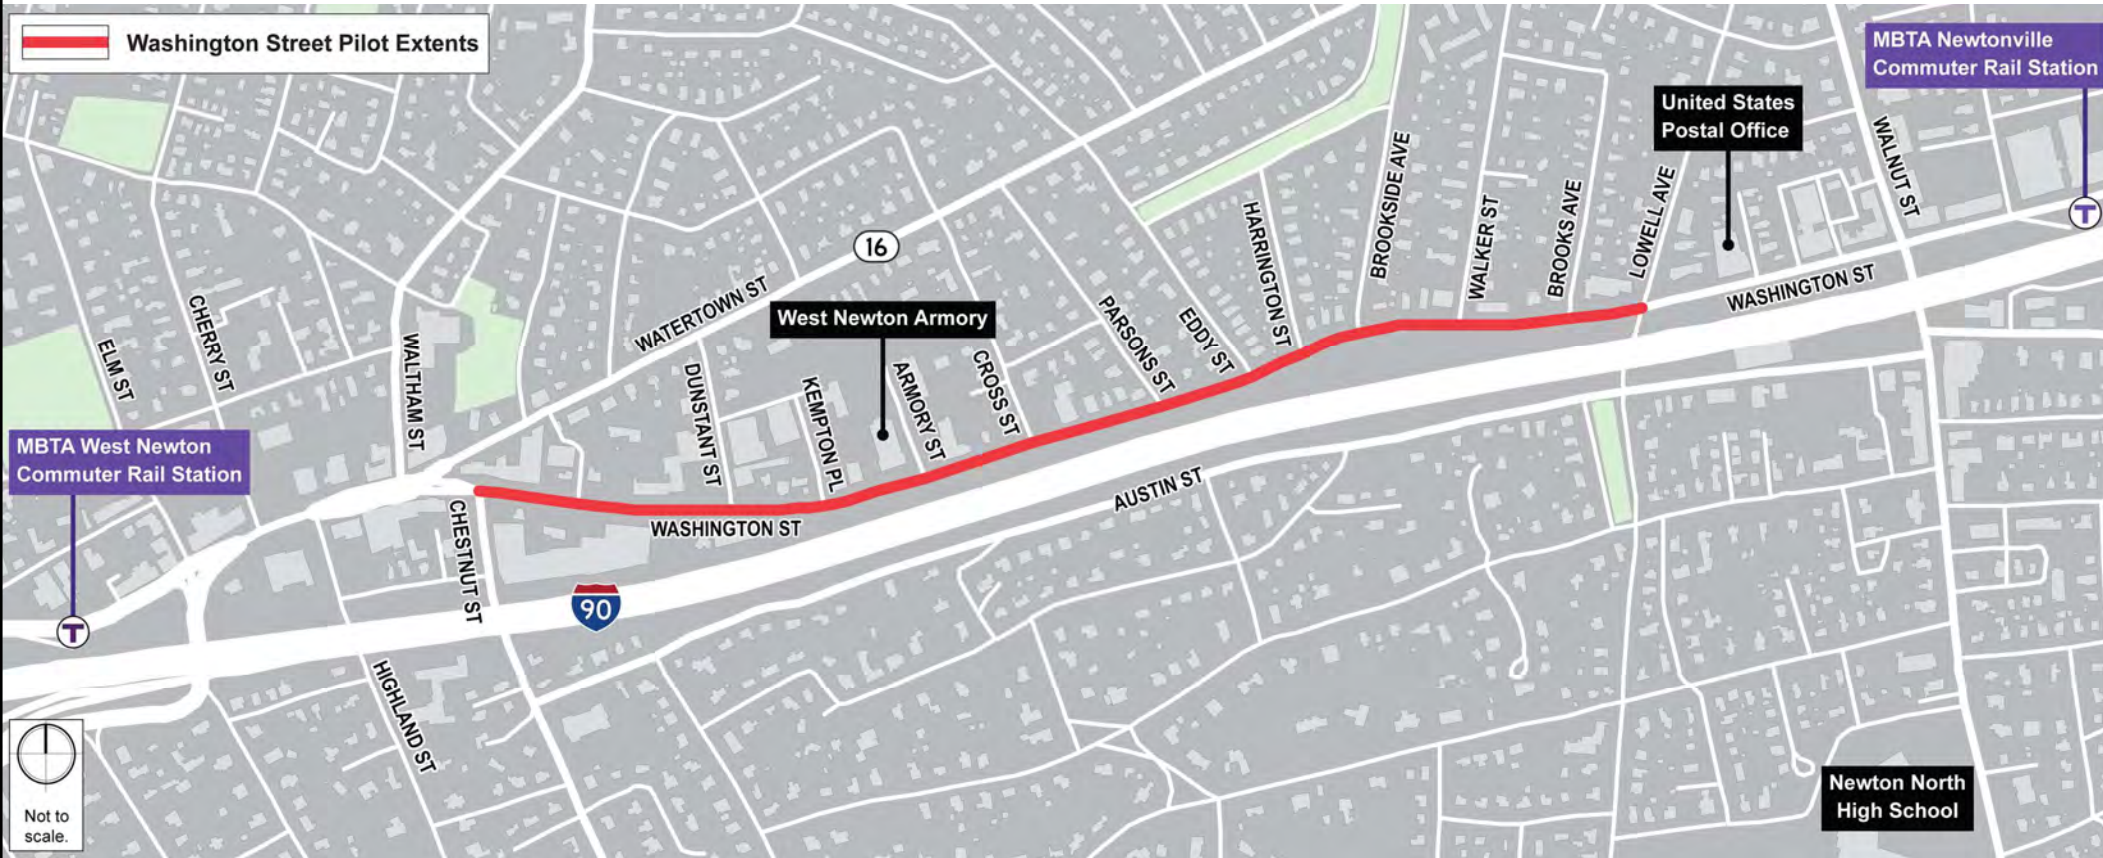 Washington Street Pilot Extents
MBTA Newtonville
Commuter Rail Station
United States
Postal Office
WALNUT ST
BROOKSIDE AVE
LOWELL AVE
WALKER ST
BROOKS AVE
HARRINGTON ST
16
WATERTOWN ST
WASHINGTON ST
West Newton Armory
CHERRY ST
ELM ST
WALTHAM ST
PARSONS ST
EDDY ST
CROSS ST
ARMORY ST
KEMPTON PL
DUNSTANT ST
MBTA West Newton
Commuter Rail Station
CHESTNUT ST
WASHINGTON ST
AUSTIN ST
90
T
T
HIGHLAND ST
Not to
scale.
Newton North
High School